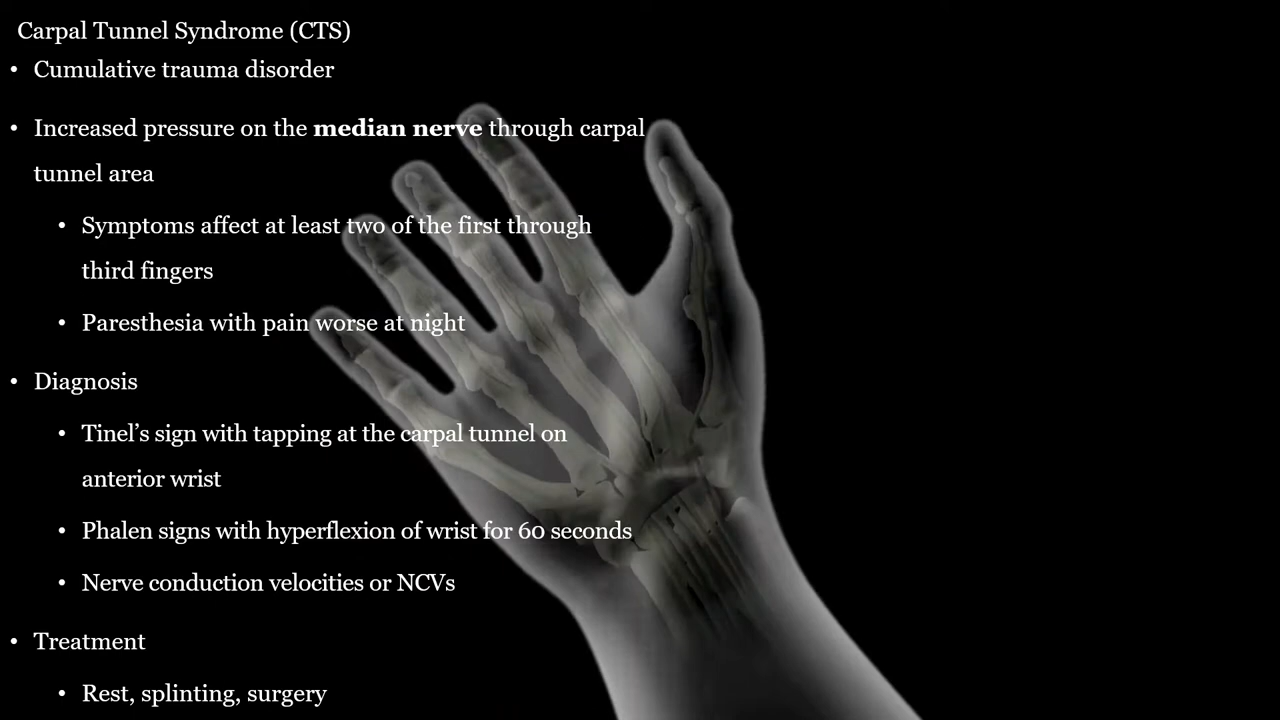 Carpal Tunnel Syndrome (CTS)
• Cumulative trauma disorder
• Increased pressure on the median nerve through carpal
tunnel area
• Symptoms affect at least two of the first through
third fingers
• Paresthesia with pain worse at night
• Diagnosis
• Tinel’s sign with tapping at the carpal tunnel on
anterior wrist
• Phalen signs with hyperflexion of wrist for 60 seconds
• Nerve conduction velocities or NCVs
• Treatment
• Rest, splinting, surgery